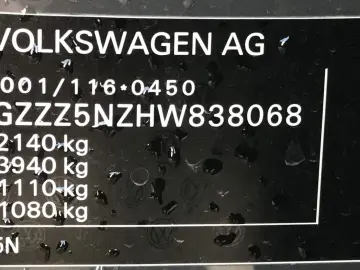 VOLKSWAGEN AG
001/116*0450
GZZZ5NZHW838068
2140 kg
3940 kg
1110 kg
1080 kg
5N